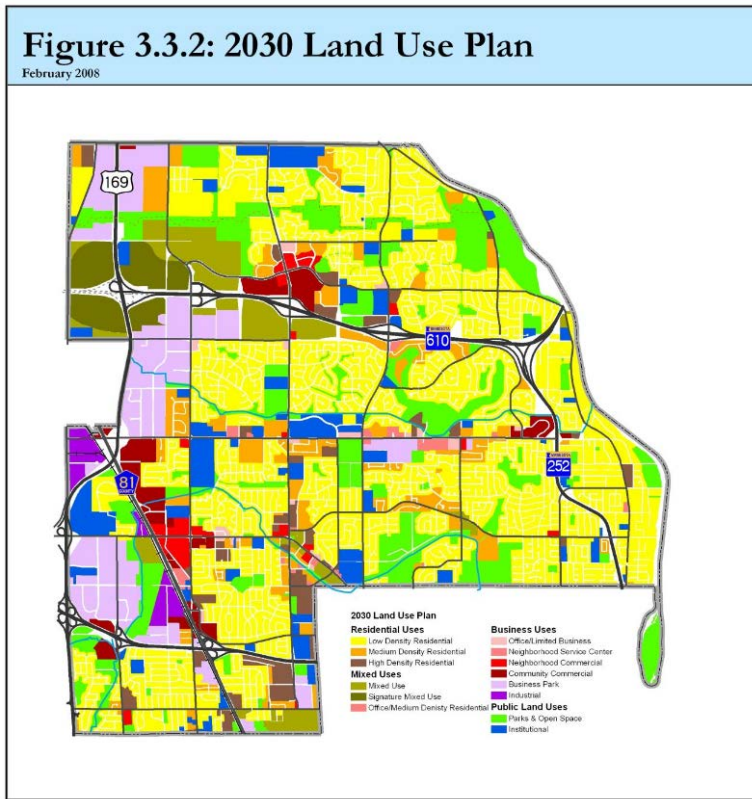 Figure 3.3.2: 2030 Land Use Plan
February 2008
169
MINNESOTA
610
MINNESOTA
252
81
2030 Land Use Plan
Residential Uses
Low Density Residential
Medium Density Residential
High Density Residential
Mixed Uses
Mixed Use
Signature Mixed Use
Office/Medium Denisty Residential
Business Uses
Office/Limited Business
Neighborhood Service Center
Neighborhood Commercial
Community Commercial
Business Park
Industrial
Public Land Uses
Parks & Open Space
Institutional